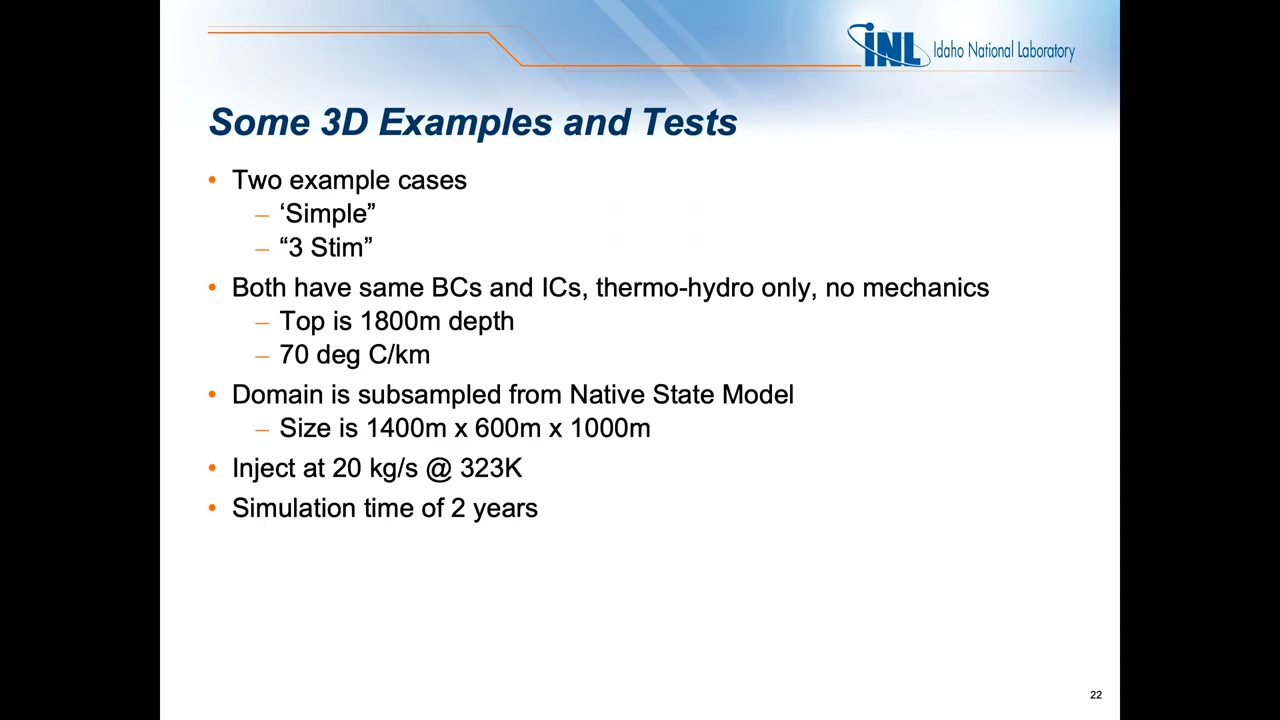 INL Idaho National Laboratory
Some 3D Examples and Tests
• Two example cases
– ‘Simple”
– “3 Stim”
• Both have same BCs and ICs, thermo-hydro only, no mechanics
– Top is 1800m depth
– 70 deg C/km
• Domain is subsampled from Native State Model
– Size is 1400m x 600m x 1000m
• Inject at 20 kg/s @ 323K
• Simulation time of 2 years
22